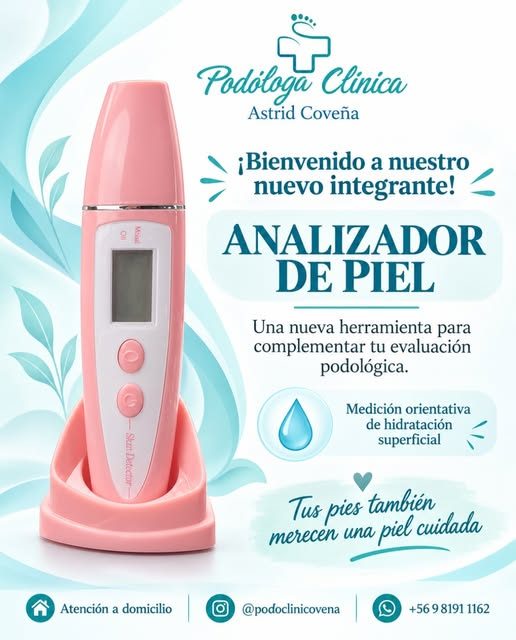 Podóloga Clínica
Astrid Coveña
¡Bienvenido a nuestro
nuevo integrante!
ANALIZADOR
DE PIEL
Una nueva herramienta para
complementar tu evaluación
podológica.
Medición orientativa
de hidratación
superficial
Tus pies también
merecen una piel cuidada
Skin Detector
Atención a domicilio
@podoclinicovena
+56 9 8191 1162